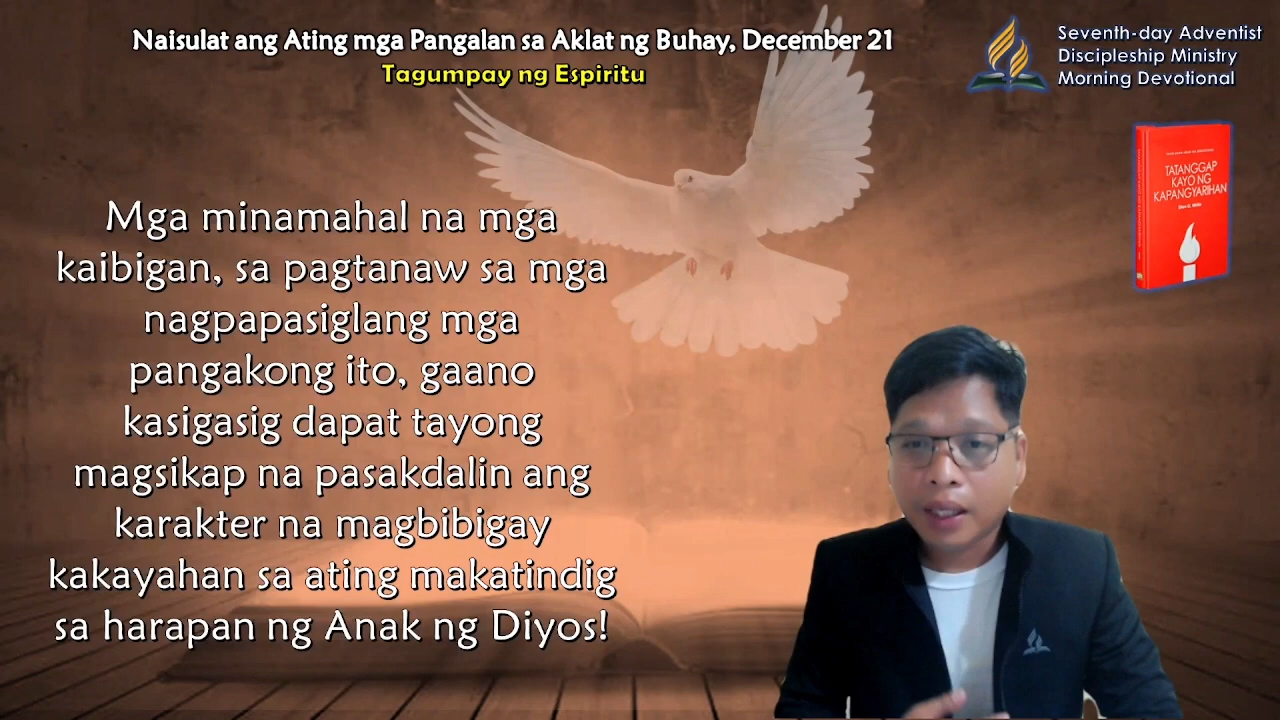 Naisulat ang Ating mga Pangalan sa Aklat ng Buhay, December 21
Tagumpay ng Espiritu
Seventh-day Adventist
Discipleship Ministry
Morning Devotional
TATANGGAP
KAYO NG
KAPANGYARIHAN
Mga minamahal na mga
kaibigan, sa pagtanaw sa mga
nagpapasiglang mga
pangakong ito, gaano
kasigasig dapat tayong
magsikap na pasakdalin ang
karakter na magbibigay
kakayahan sa ating makatindig
sa harapan ng Anak ng Diyos!